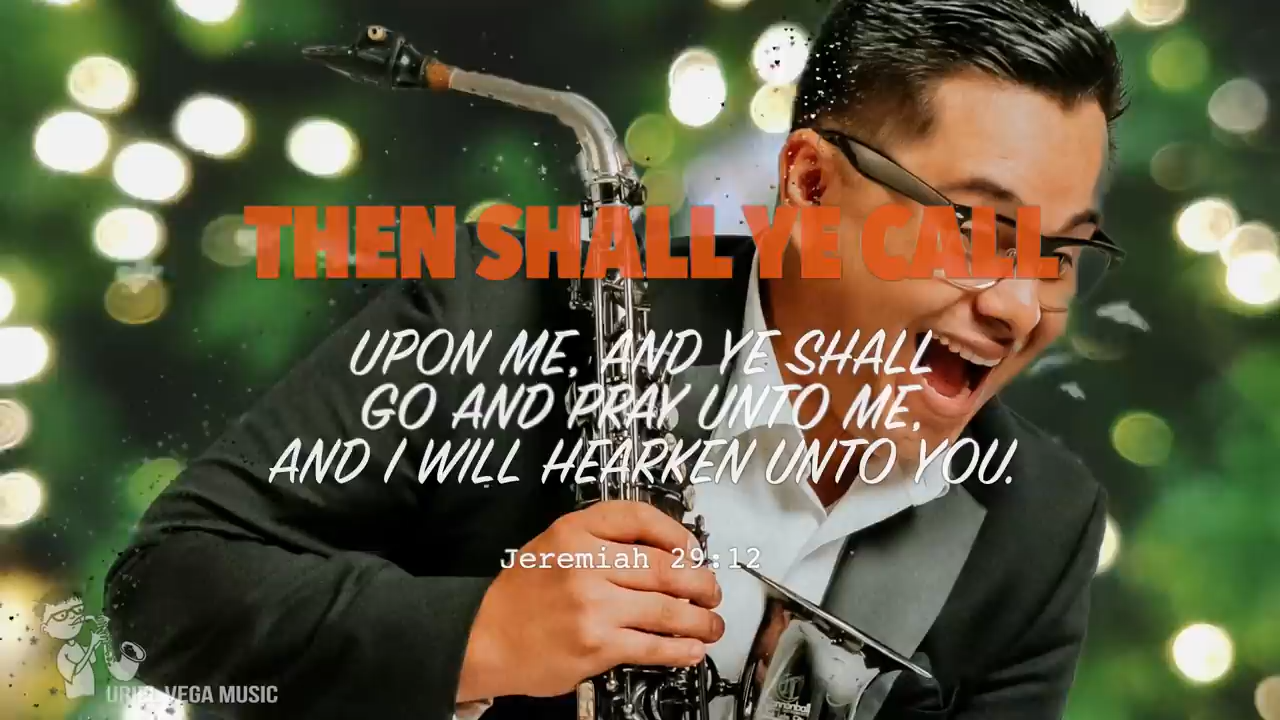 THEN SHALL YE CALL
UPON ME, AND YE SHALL
GO AND PRAY UNTO ME,
AND I WILL HEARKEN UNTO YOU.
Jeremiah 29:12
URIEL VEGA MUSIC